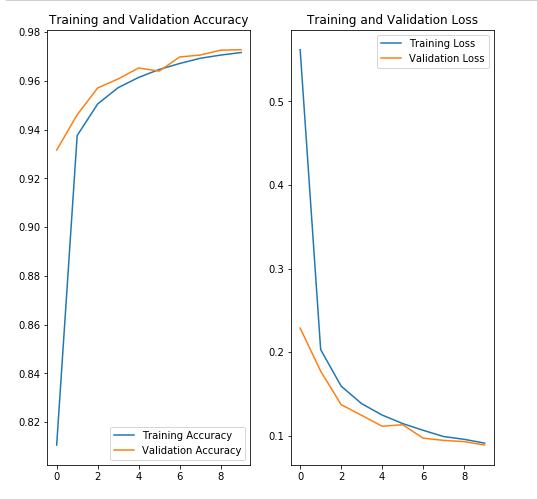 Training and Validation Accuracy
0.98
0.96
0.94
0.92
0.90
0.88
0.86
0.84
0.82
0 2 4 6 8
Training Accuracy
Validation Accuracy
Training and Validation Loss
Training Loss
Validation Loss
0.5
0.4
0.3
0.2
0.1
0 2 4 6 8